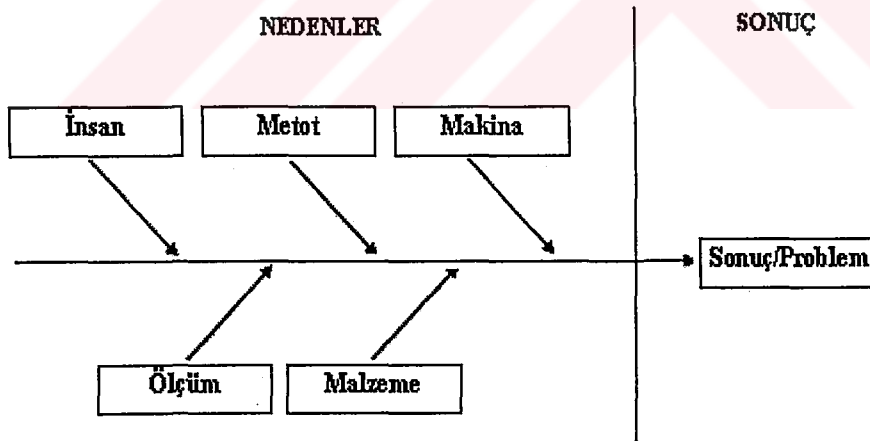 NEDENLER
SONUÇ
İnsan
Metot
Makina
Sonuç/Problem
Ölçüm
Malzeme